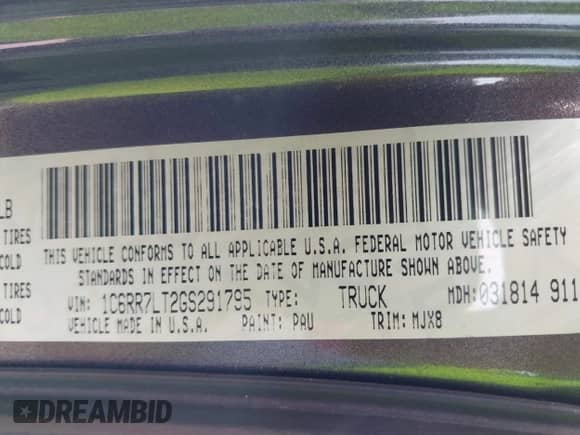 LB
TIRES
COLD
TIRES
COLD
THIS VEHICLE CONFORMS TO ALL APPLICABLE U.S.A. FEDERAL MOTOR VEHICLE SAFETY
STANDARDS IN EFFECT ON THE DATE OF MANUFACTURE SHOWN ABOVE.
VIN: 1C6RR7LT2GS291795 TYPE: TRUCK MDH: 031814 911
VEHICLE MADE IN U.S.A. PAINT: PAU TRIM: MJX8
DREAMBID